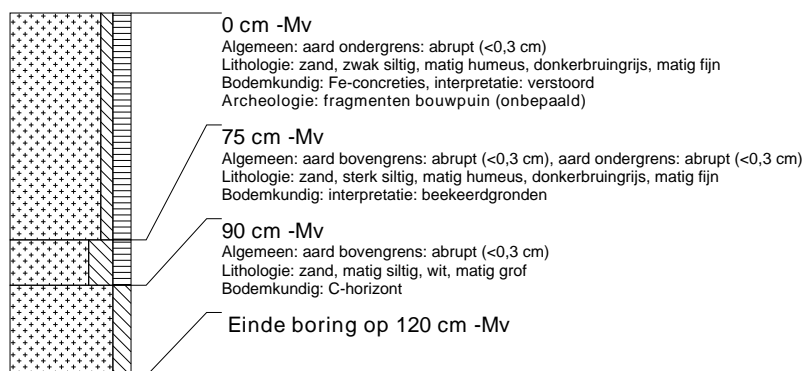 0 cm -Mv
Algemeen: aard ondergrens: abrupt (<0,3 cm)
Lithologie: zand, zwak siltig, matig humeus, donkerbruingrijs, matig fijn
Bodemkundig: Fe-concreties, interpretatie: verstoord
Archeologie: fragmenten bouwpuin (onbepaald)
75 cm -Mv
Algemeen: aard bovengrens: abrupt (<0,3 cm), aard ondergrens: abrupt (<0,3 cm)
Lithologie: zand, sterk siltig, matig humeus, donkerbruingrijs, matig fijn
Bodemkundig: interpretatie: beekeerdgronden
90 cm -Mv
Algemeen: aard bovengrens: abrupt (<0,3 cm)
Lithologie: zand, matig siltig, wit, matig grof
Bodemkundig: C-horizont
Einde boring op 120 cm -Mv